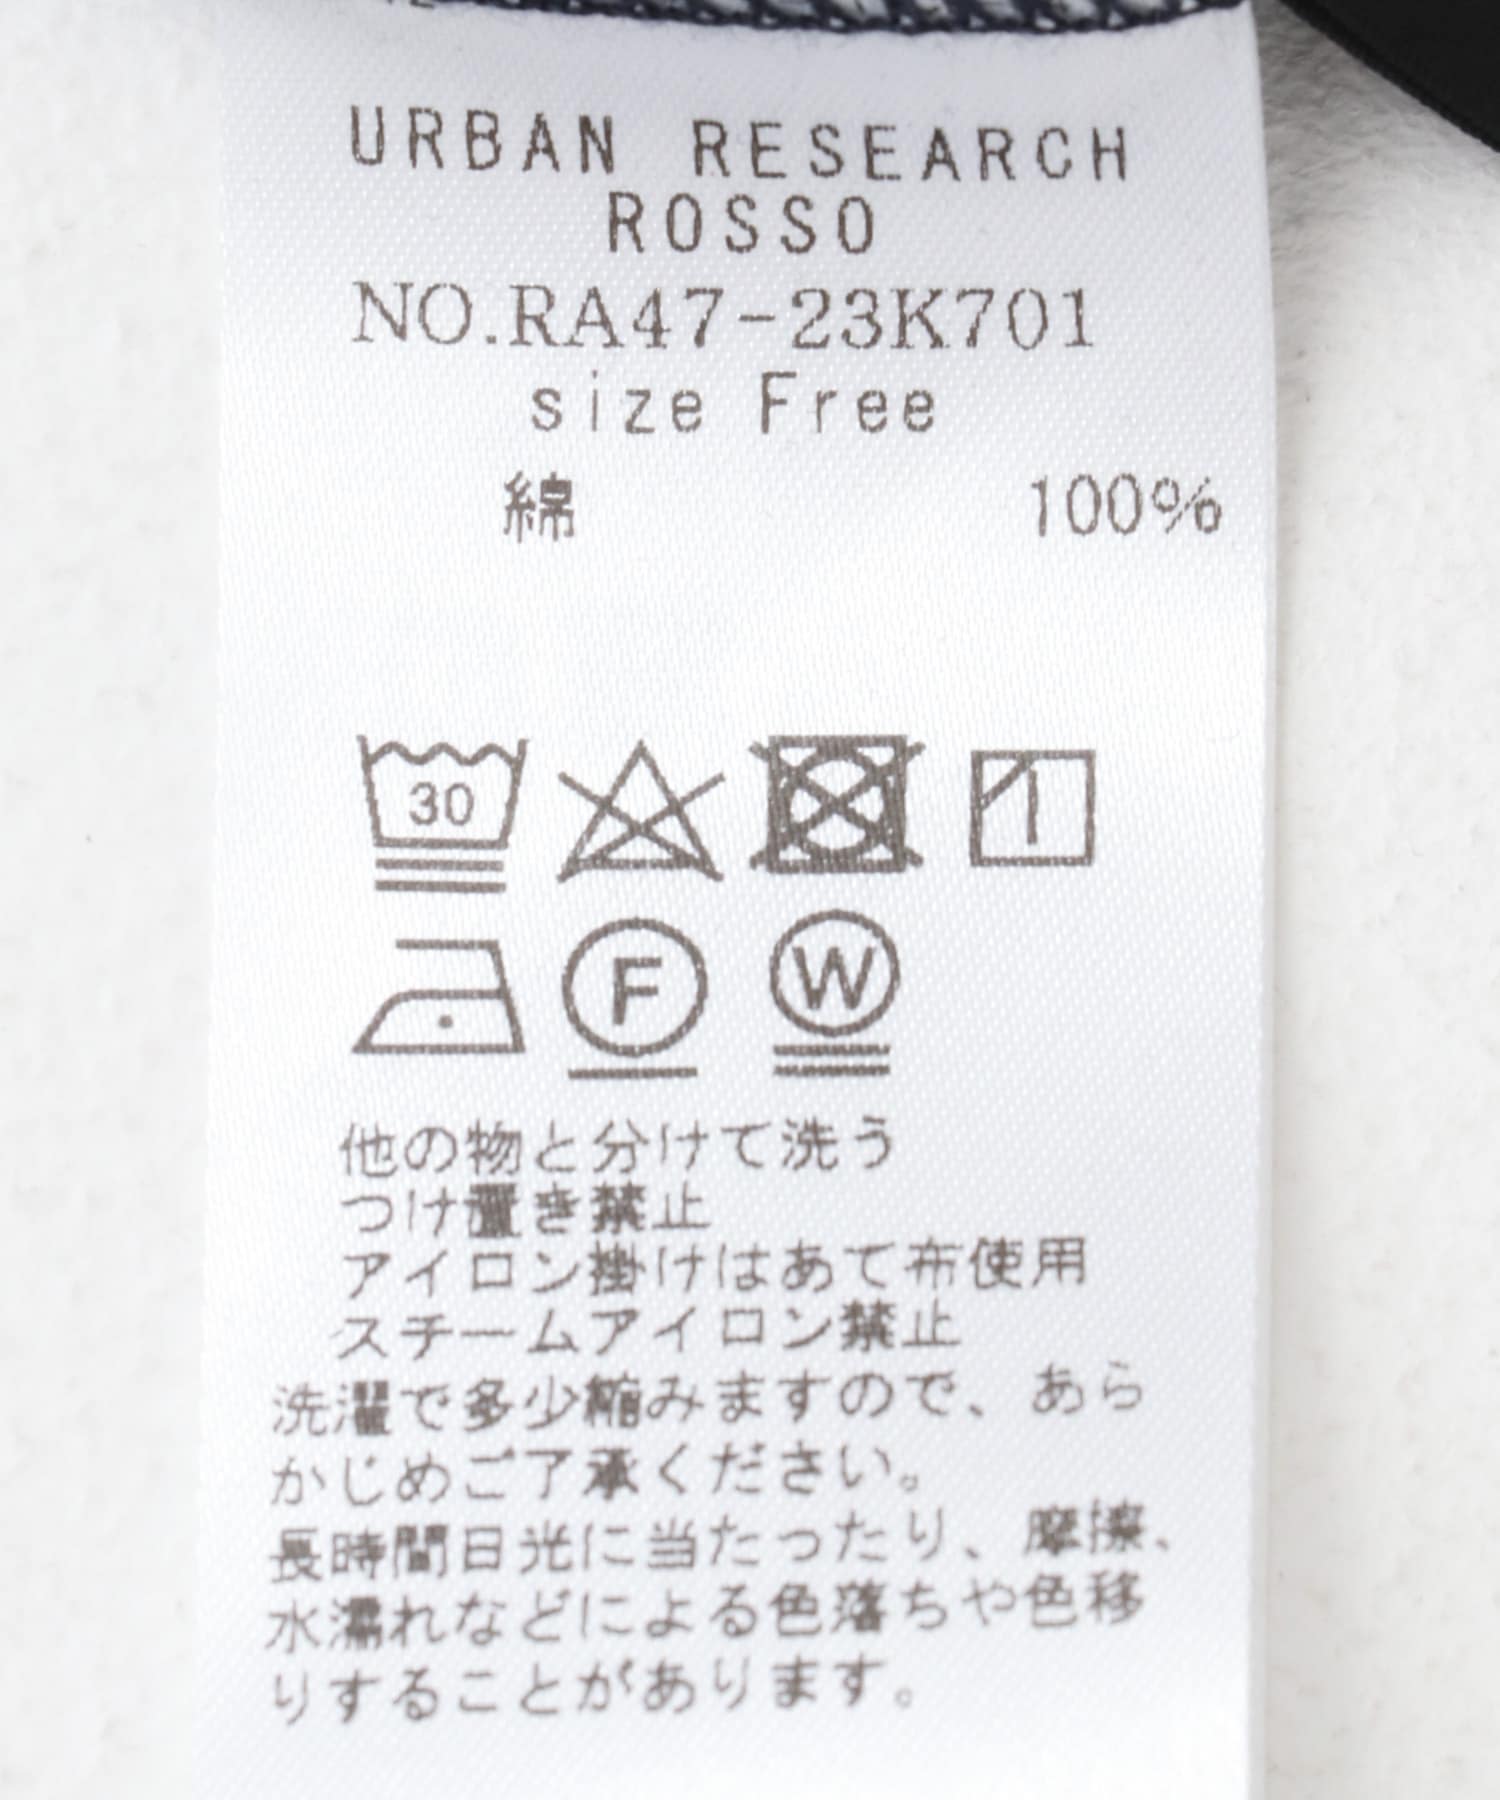 URBAN RESEARCH
ROSSO
NO.RA47-23K701
size Free
綿 100%
30
F
W
他の物と分けて洗う
つけ置き禁止
アイロン掛けはあて布使用
スチームアイロン禁止
洗濯で多少縮みますので、あら
かじめご了承ください。
長時間日光に当たったり、摩擦、
水濡れなどによる色落ちや色移
りすることがあります。